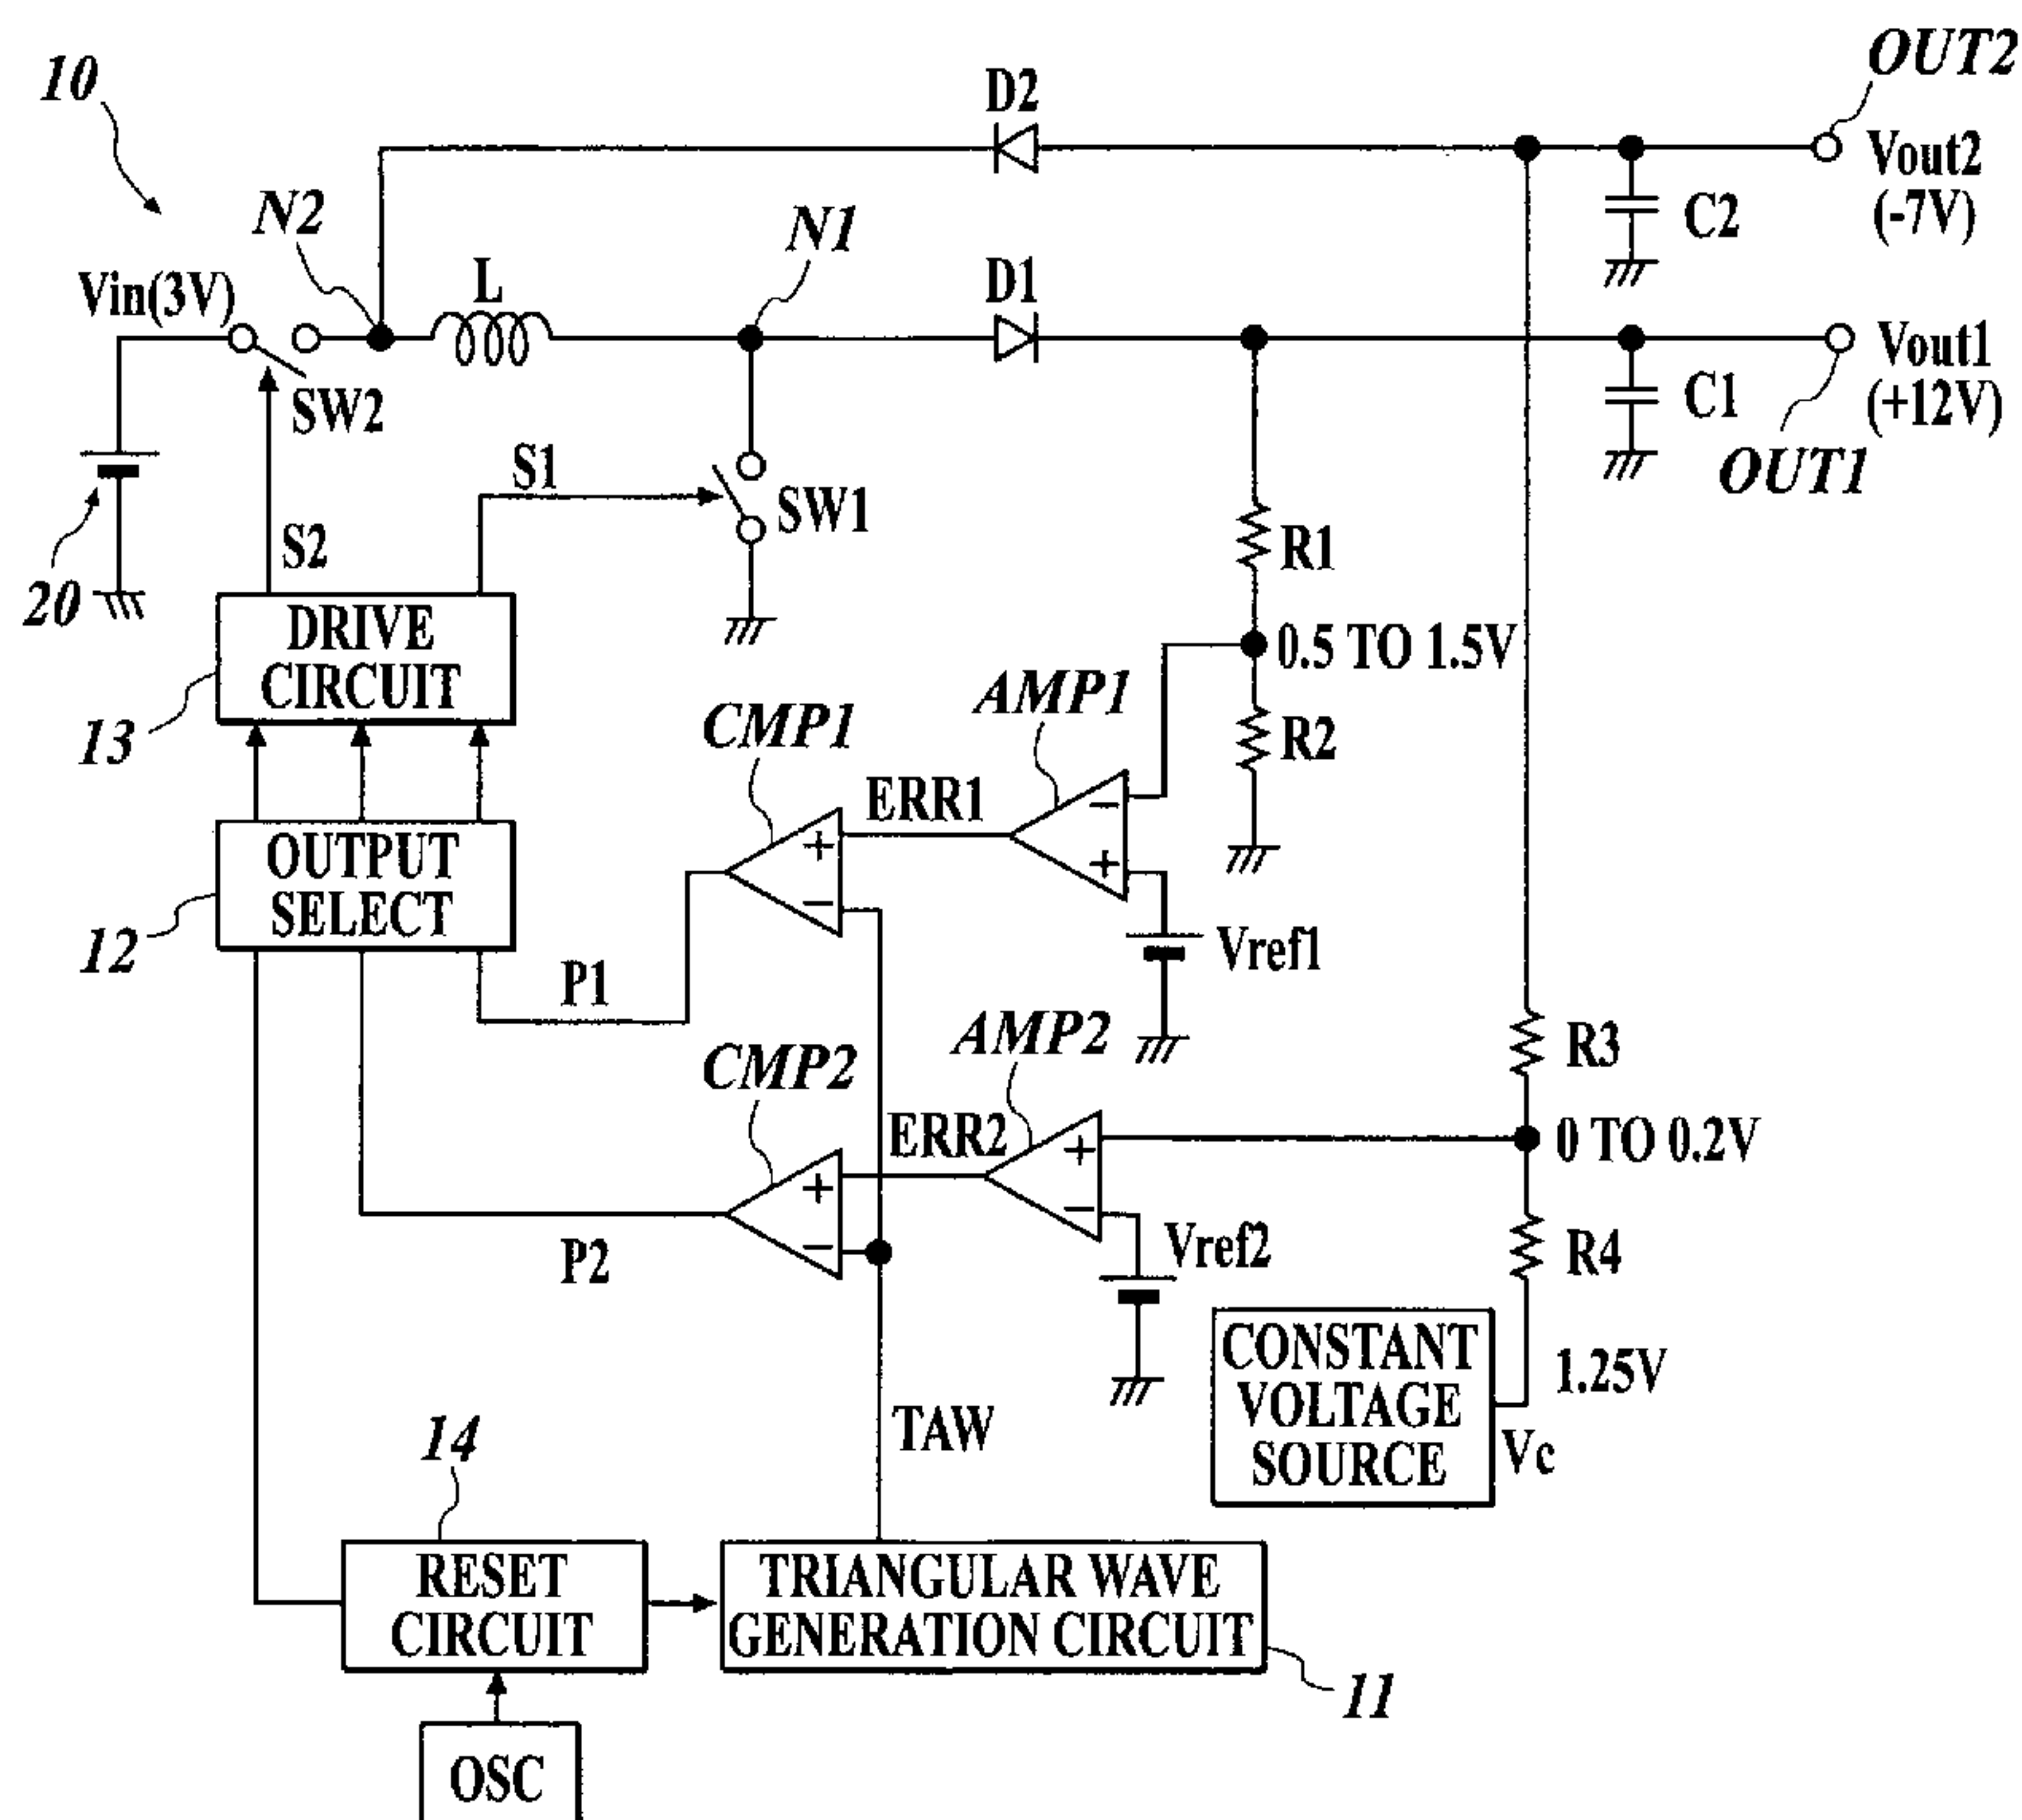 OUT2
10
D2
Vout2
(-7V)
N2
N1
C2
Vin(3V)
L
D1
Vout1
(+12V)
SW2
C1
OUT1
S1
SW1
S2
R1
20
DRIVE
CIRCUIT
0.5 TO 1.5V
13
CMP1
AMP1
R2
ERR1
+
−
−
+
OUTPUT
SELECT
12
Vref1
P1
CMP2
AMP2
R3
ERR2
+
−
+
−
0 TO 0.2V
P2
Vref2
R4
CONSTANT
VOLTAGE
SOURCE
1.25V
Vc
TAW
14
RESET
CIRCUIT
TRIANGULAR WAVE
GENERATION CIRCUIT
11
OSC